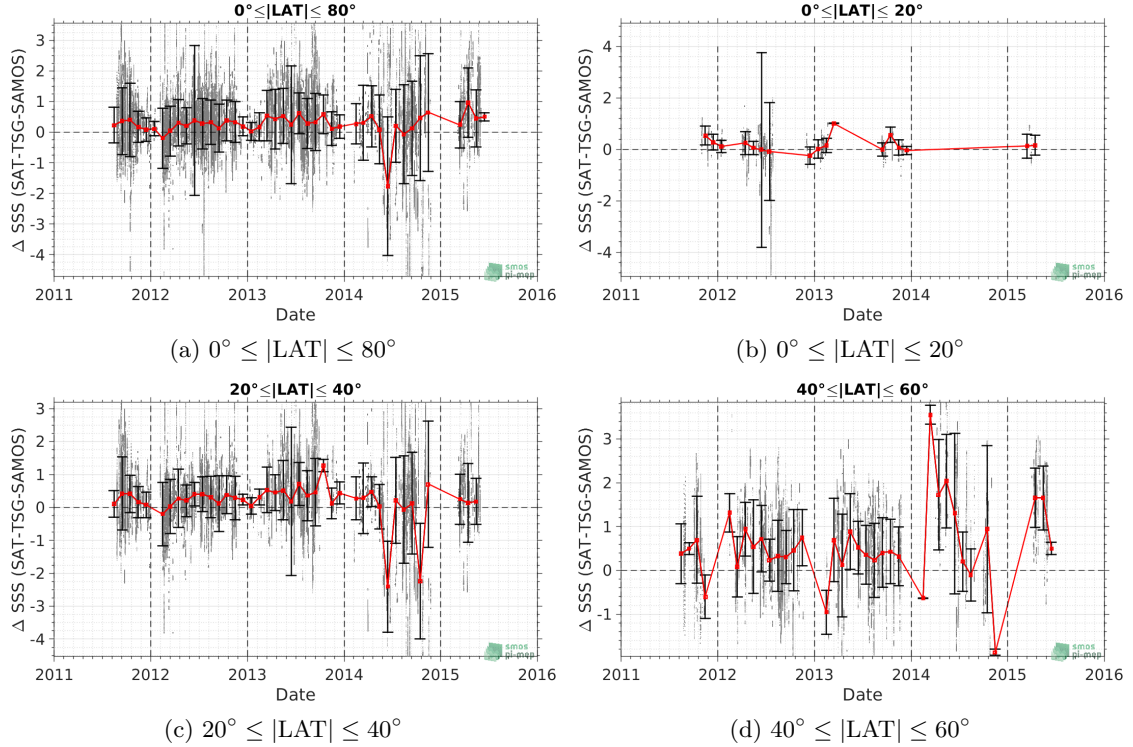 0°≤|LAT|≤ 80°
Δ SSS (SAT-TSG-SAMOS)
3
2
1
0
-1
-2
-3
-4
2011 2012 2013 2014 2015 2016
Date
smos
pi-mep
(a) 0° ≤ |LAT| ≤ 80°
0°≤|LAT|≤ 20°
Δ SSS (SAT-TSG-SAMOS)
4
2
0
-2
-4
2011 2012 2013 2014 2015 2016
Date
smos
pi-mep
(b) 0° ≤ |LAT| ≤ 20°
20°≤|LAT|≤ 40°
Δ SSS (SAT-TSG-SAMOS)
3
2
1
0
-1
-2
-3
-4
2011 2012 2013 2014 2015 2016
Date
smos
pi-mep
(c) 20° ≤ |LAT| ≤ 40°
40°≤|LAT|≤ 60°
Δ SSS (SAT-TSG-SAMOS)
3
2
1
0
-1
2011 2012 2013 2014 2015 2016
Date
smos
pi-mep
(d) 40° ≤ |LAT| ≤ 60°